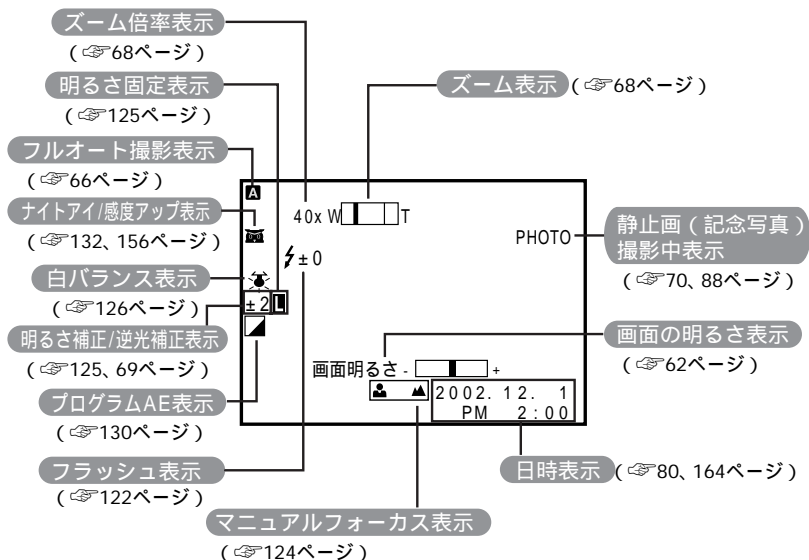 ズーム倍率表示
(☞68ページ)
明るさ固定表示
(☞125ページ)
フルオート撮影表示
(☞66ページ)
ナイトアイ/感度アップ表示
(☞132、156ページ)
白バランス表示
(☞126ページ)
明るさ補正/逆光補正表示
(☞125、69ページ)
プログラムAE表示
(☞130ページ)
フラッシュ表示
(☞122ページ)
マニュアルフォーカス表示
(☞124ページ)
ズーム表示 (☞68ページ)
静止画(記念写真)
撮影中表示
(☞70、88ページ)
画面の明るさ表示
(☞62ページ)
日時表示 (☞80、164ページ)
A
40x W T
PHOTO
±0
±2 L
画面明るさ - +
2002.12. 1
PM 2:00